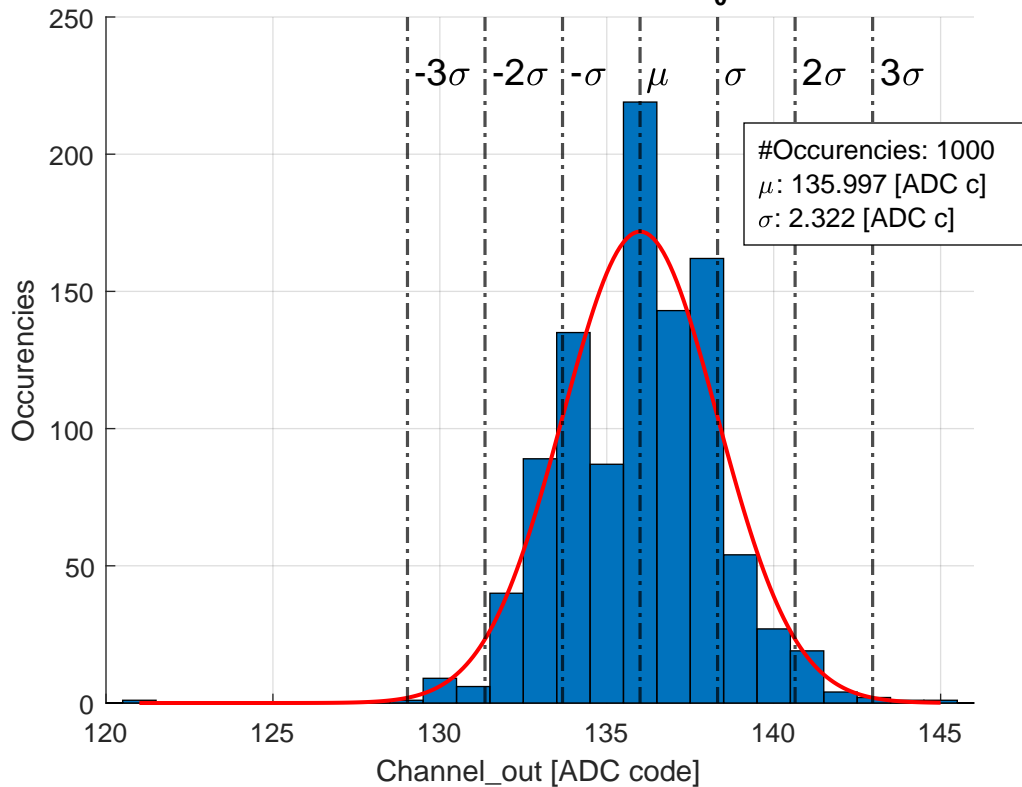 0
250
200
150
100
50
0
-3σ -2σ -σ μ σ 2σ 3σ
#Occurencies: 1000
μ: 135.997 [ADC c]
σ: 2.322 [ADC c]
Occurencies
120 125 130 135 140 145
Channel_out [ADC code]